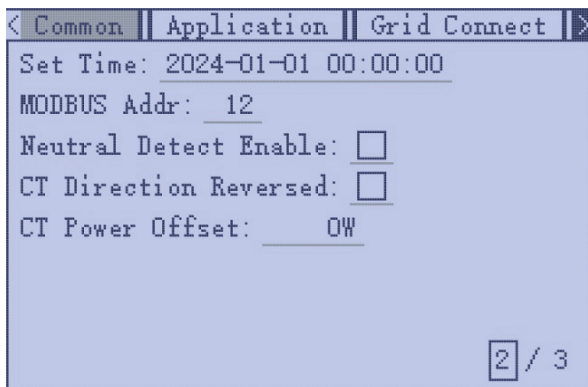 Common Application Grid Connect
Set Time: 2024-01-01 00:00:00
MODBUS Addr: 12
Neutral Detect Enable:
CT Direction Reversed:
CT Power Offset: 0W
2 / 3